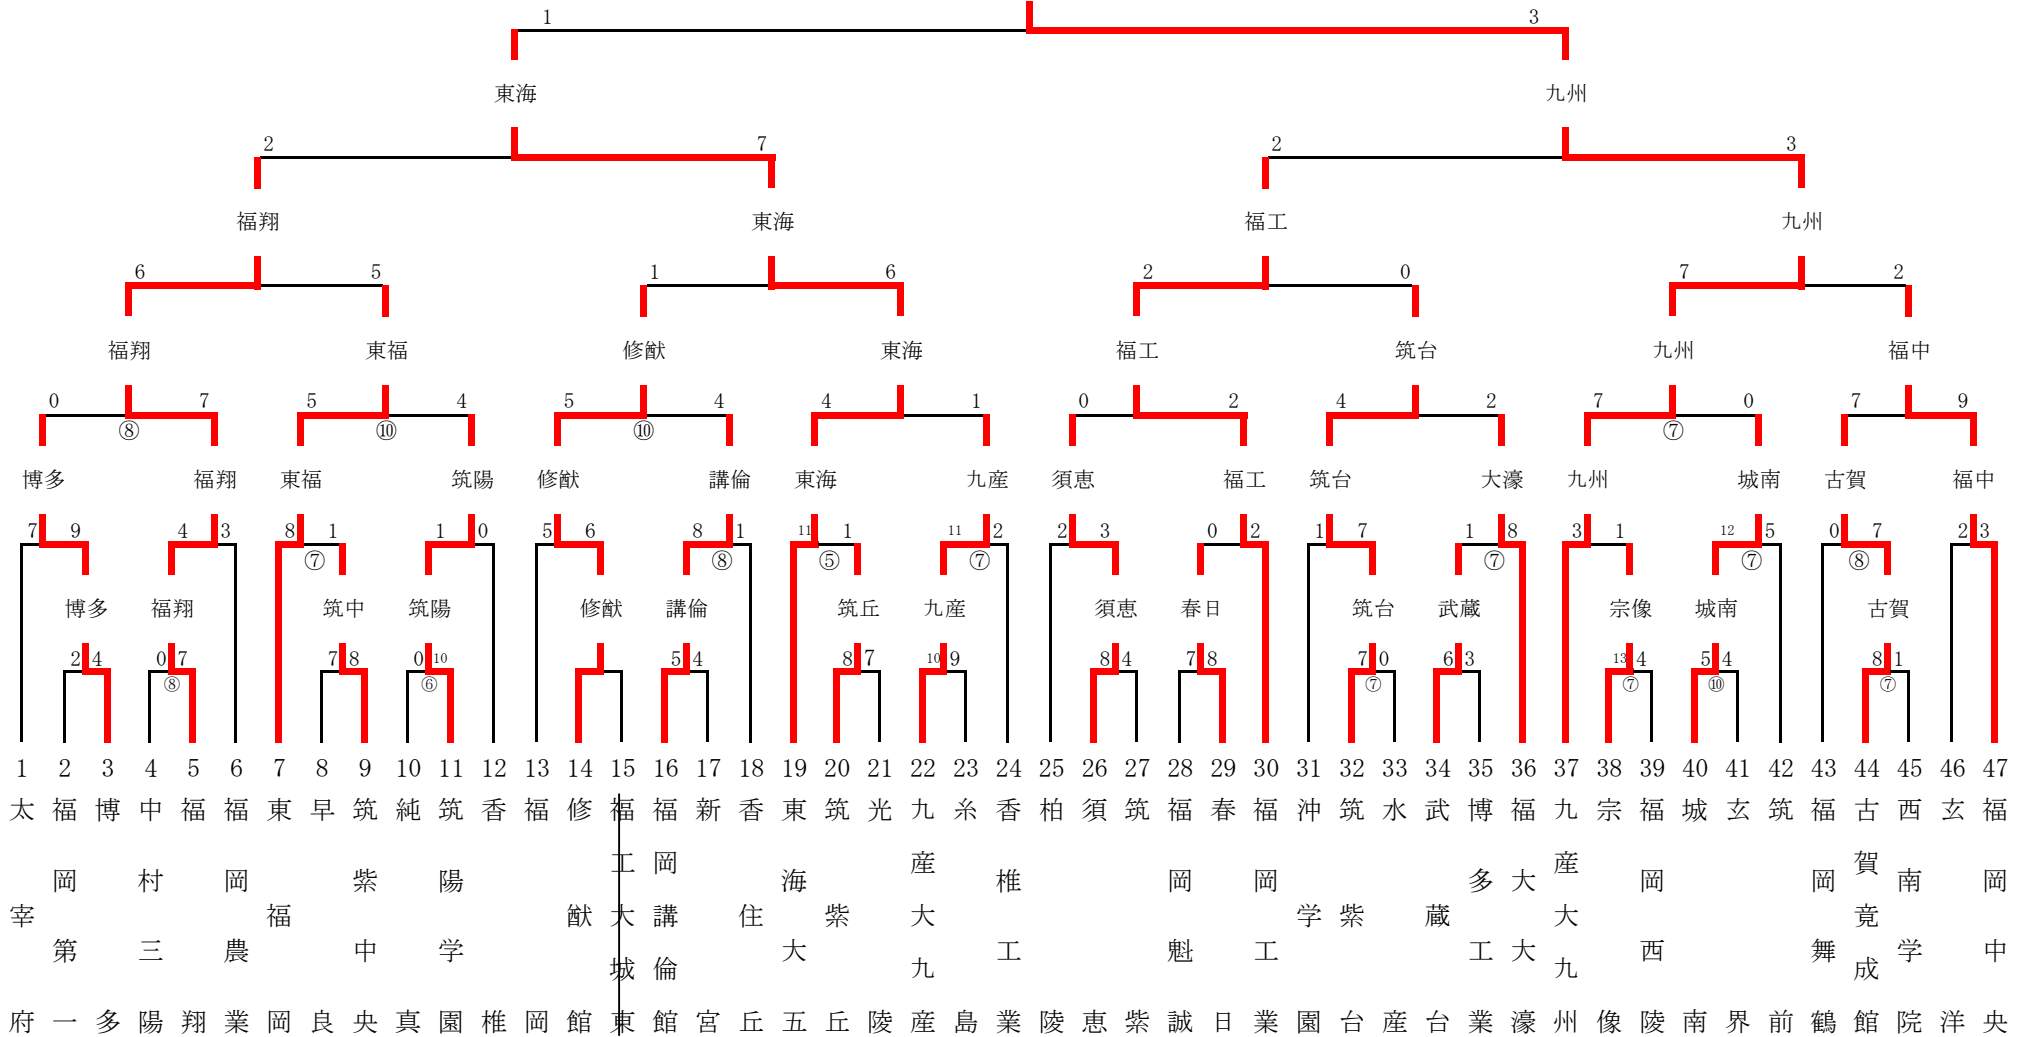 1 3
東海 九州
2 7 2 3
福翔 東海 福工 九州
6 5 1 6 2 0 7 2
福翔 東福 修猷 東海 福工 筑台 九州 福中
0 7 5 4 5 4 4 1 0 2 4 2 7 0 7 9
⑧ ⑩ ⑩ ⑦
博多 福翔 東福 筑陽 修猷 講倫 東海 九産 須恵 福工 筑台 大濠 九州 城南 古賀 福中
7 9 4 3 8 1 1 0 5 6 8 1 11 1 11 2 2 3 0 2 1 7 1 8 3 1 12 5 0 7 2 3
⑦ ⑧ ⑤ ⑦ ⑦ ⑦ ⑧
博多 福翔 筑中 筑陽 修猷 講倫 筑丘 九産 須恵 春日 筑台 武蔵 宗像 城南 古賀
2 4 0 7 7 8 0 10 5 4 8 7 10 9 8 4 7 8 7 0 6 3 13 4 5 4 8 1
⑧ ⑥ ⑦ ⑦ ⑩ ⑦
1 2 3 4 5 6 7 8 9 10 11 12 13 14 15 16 17 18 19 20 21 22 23 24 25 26 27 28 29 30 31 32 33 34 35 36 37 38 39 40 41 42 43 44 45 46 47
太宰府
福岡第一
博多
中村三陽
福翔
福岡農業
東福岡
早良
筑紫中央
純真
筑陽学園
香椎
福岡
修猷館
福工大城東
福岡講倫館
新宮
香住丘
東海大五
筑紫丘
光陵
九産大九産
糸島
香椎工業
柏陵
須恵
筑紫
福岡魁誠
春日
福岡工業
沖学園
筑紫台
水産
武蔵台
博多工業
福大大濠
九産大九州
宗像
福岡西陵
城南
玄界
筑前
福岡舞鶴
古賀竟成館
西南学院
玄洋
福岡中央